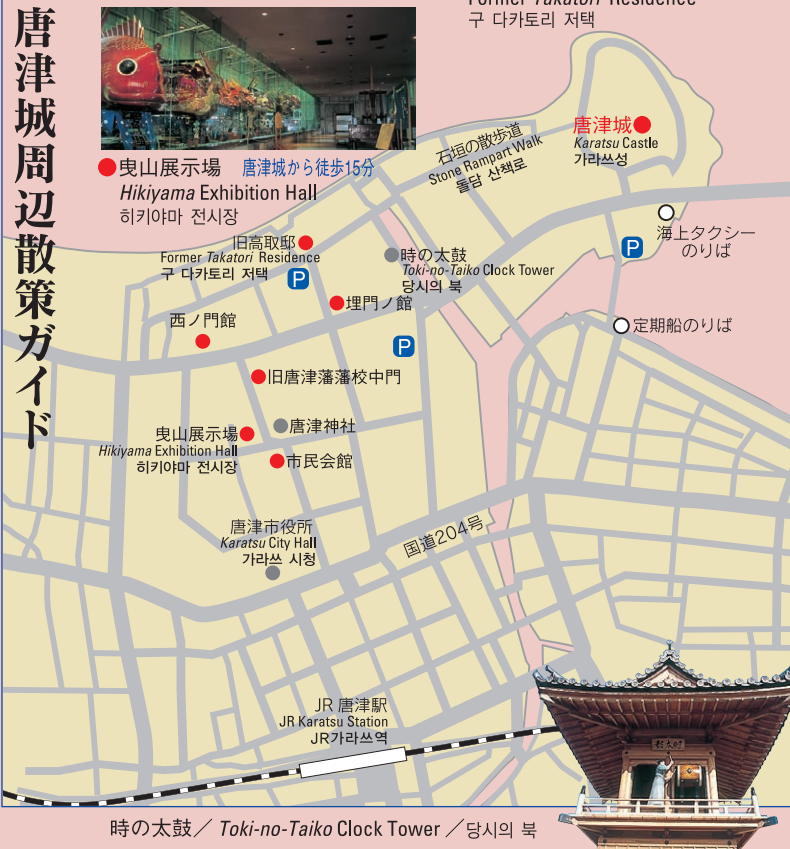 唐津城周辺散策ガイド
Former Takatori Residence
구 다카토리 저택
曳山展示場 唐津城から徒歩15分
Hikiyama Exhibition Hall
히키야마 전시장
石垣の散歩道
Stone Rampart Walk
돌담 산책로
唐津城
Karatsu Castle
가라쓰성
海上タクシー
のりば
P
定期船のりば
旧高取邸
Former Takatori Residence
구 다카토리 저택
P
時の太鼓
Toki-no-Taiko Clock Tower
당시의 북
埋門ノ館
西ノ門館
P
旧唐津藩藩校中門
曳山展示場
Hikiyama Exhibition Hall
히키야마 전시장
唐津神社
市民会館
唐津市役所
Karatsu City Hall
가라쓰 시청
国道204号
JR 唐津駅
JR Karatsu Station
JR가라쓰역
時の太鼓／ Toki-no-Taiko Clock Tower ／당시의 북